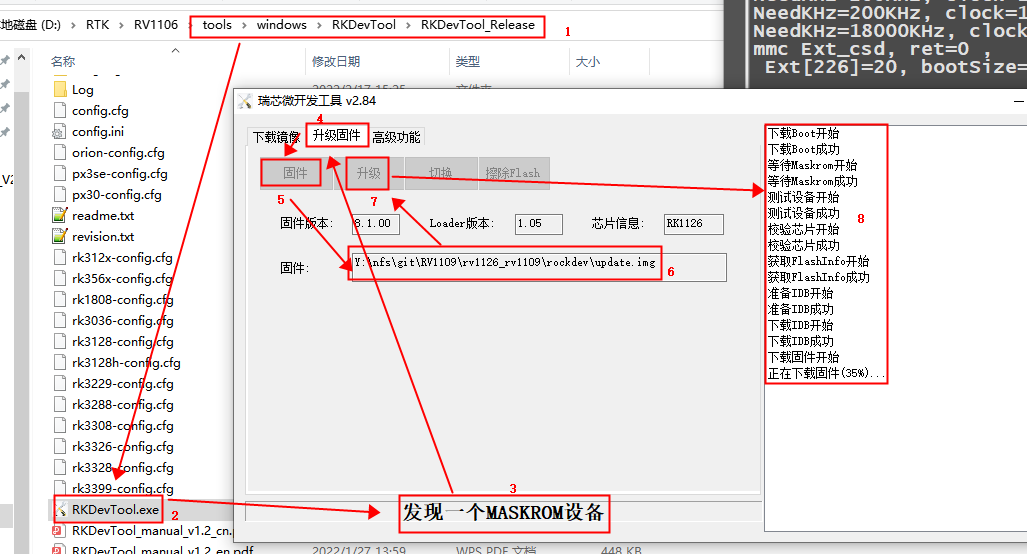 地磁盘 (D:) › RTK › RV1106 › tools › windows › RKDevTool › RKDevTool_Release
1
NeedKHz=200KHz, clock=1
NeedKHz=18000KHz, clock
mmc Ext_csd, ret=0 ,
Ext[226]=20, bootSize=
名称
修改日期
类型
大小
Log
config.cfg
config.ini
orion-config.cfg
px3se-config.cfg
px30-config.cfg
readme.txt
revision.txt
rk312x-config.cfg
rk356x-config.cfg
rk1808-config.cfg
rk3036-config.cfg
rk3128-config.cfg
rk3128h-config.cfg
rk3229-config.cfg
rk3288-config.cfg
rk3308-config.cfg
rk3326-config.cfg
rk3328-config.cfg
rk3399-config.cfg
RKDevTool.exe
2
RKDevTool_manual_v1.2_cn.
RKDevTool_manual_v1.2_en.pdf
2022/1/27 13:59
WPS PDF 文档
448 KB
_V2
瑞芯微开发工具 v2.84
4
下载镜像
升级固件
高级功能
固件
升级
切换
擦除Flash
5
7
固件版本:
8.1.00
Loader版本:
1.05
芯片信息:
RK1126
固件:
Y:\nfs\git\RV1109\rv1126_rv1109\rockdev\update.img
6
3
发现一个MASKROM设备
下载Boot开始
下载Boot成功
等待Maskrom开始
等待Maskrom成功
测试设备开始
测试设备成功
校验芯片开始
校验芯片成功
获取FlashInfo开始
获取FlashInfo成功
准备IDB开始
准备IDB成功
下载IDB开始
下载IDB成功
下载固件开始
正在下载固件(35%)...
8